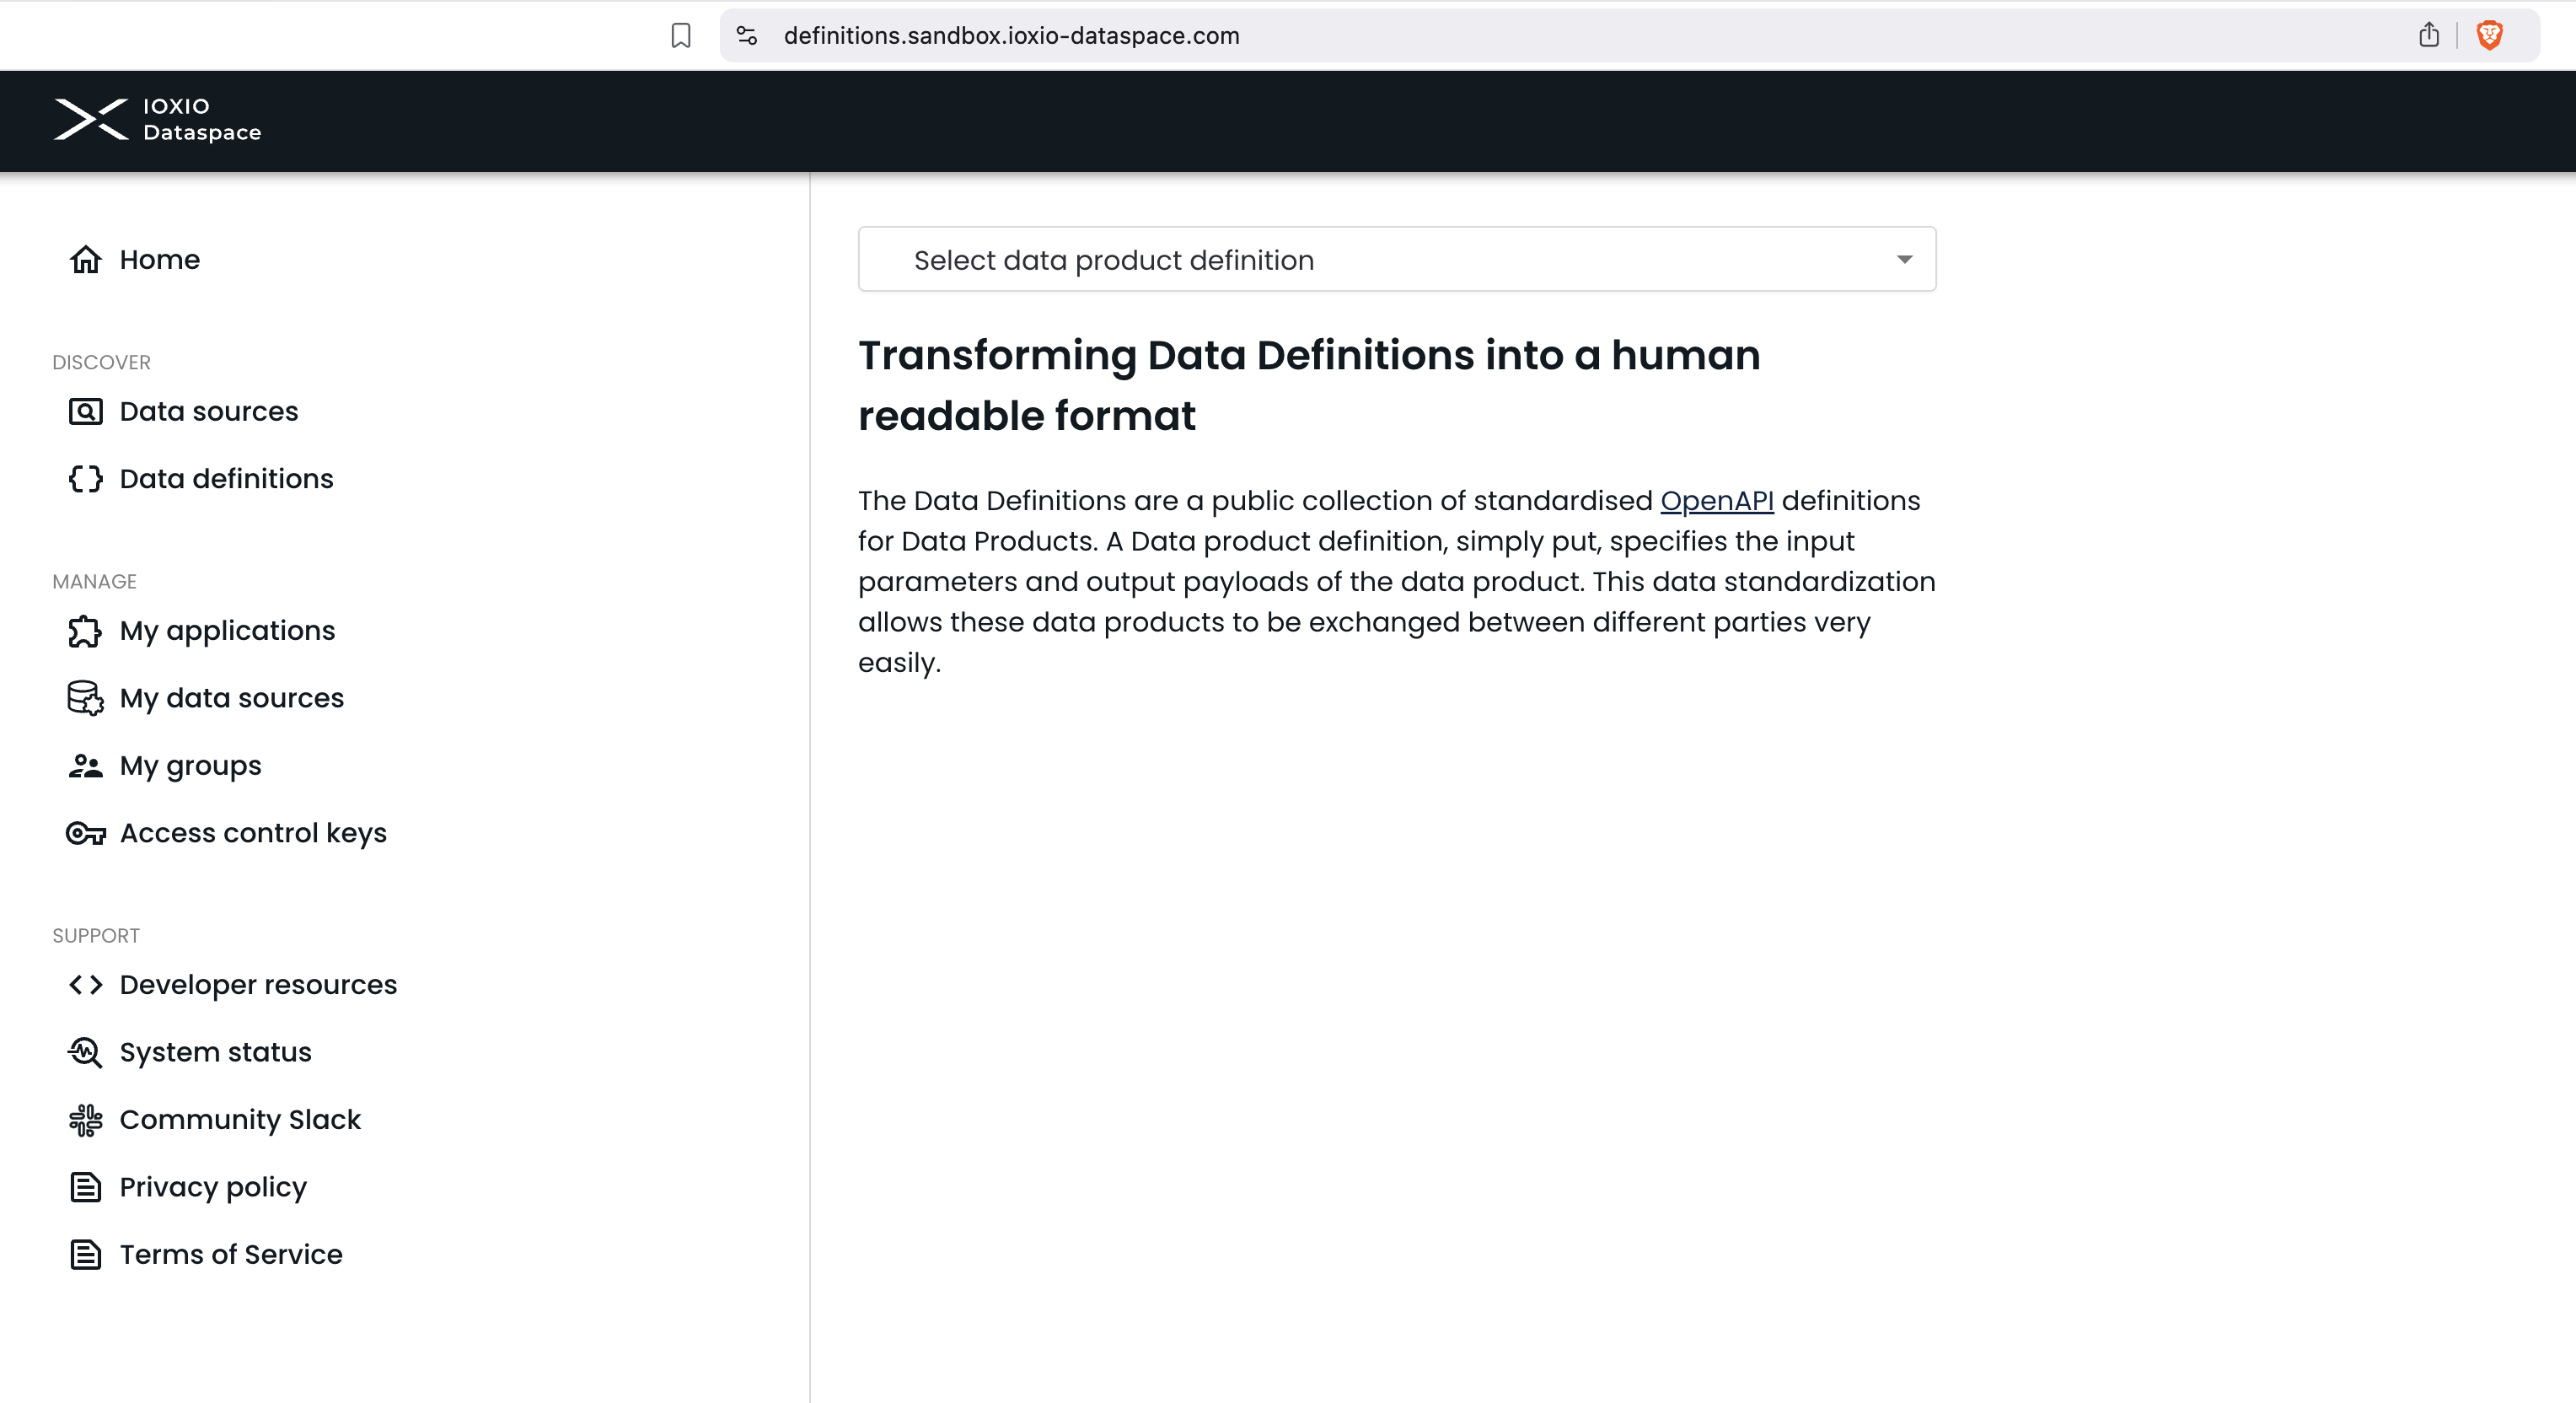 definitions.sandbox.ioxio-dataspace.com
IOXIO
Dataspace
Home
DISCOVER
Data sources
Data definitions
MANAGE
My applications
My data sources
My groups
Access control keys
SUPPORT
Developer resources
System status
Community Slack
Privacy policy
Terms of Service
Select data product definition
Transforming Data Definitions into a human
readable format
The Data Definitions are a public collection of standardised OpenAPI definitions
for Data Products. A Data product definition, simply put, specifies the input
parameters and output payloads of the data product. This data standardization
allows these data products to be exchanged between different parties very
easily.